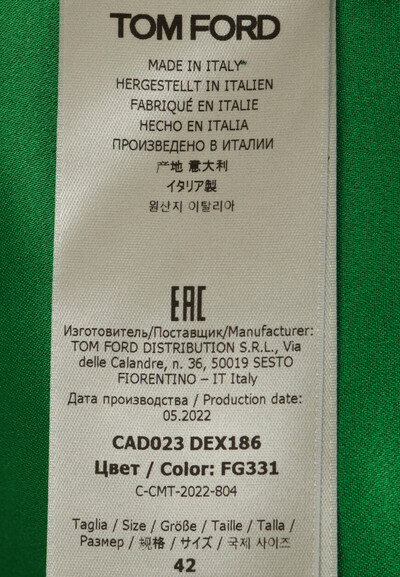 TOM FORD
MADE IN ITALY
HERGESTELLT IN ITALIEN
FABRIQUÉ EN ITALIE
HECHO EN ITALIA
ПРОИЗВЕДЕНО В ИТАЛИИ
产地 意大利
イタリア製
원산지 이탈리아
EAC
Изготовитель/Поставщик/Manufacturer:
TOM FORD DISTRIBUTION S.R.L., Via
delle Calandre, n. 36, 50019 SESTO
FIORENTINO – IT Italy
Дата производства / Production date:
05.2022
CAD023 DEX186
Цвет / Color: FG331
C-CMT-2022-804
Taglia / Size / Größe / Taille / Talla /
Размер / 规格 / サイズ / 국제 사이즈
42